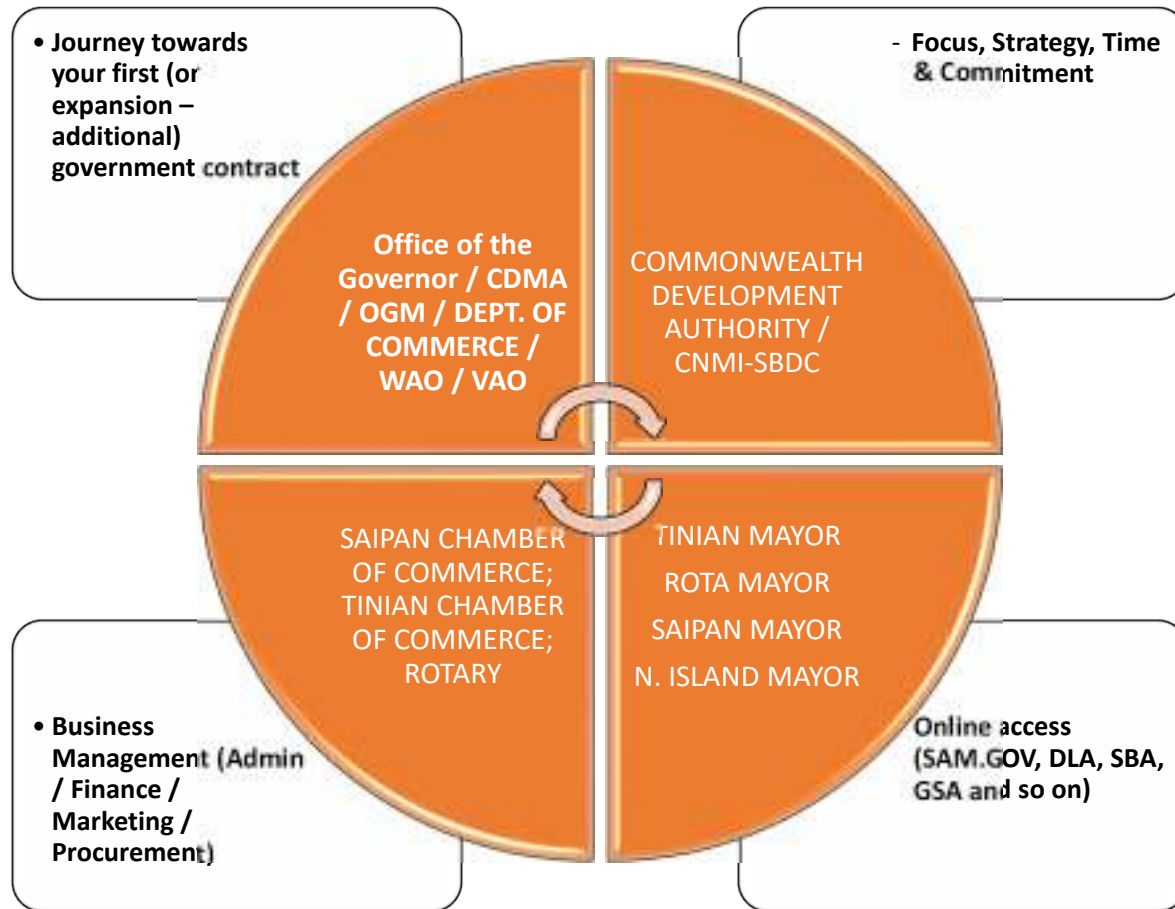 • Journey towards
your first (or
expansion –
additional)
government contract
- Focus, Strategy, Time
& Commitment
Office of the
Governor / CDMA
/ OGM / DEPT. OF
COMMERCE /
WAO / VAO
COMMONWEALTH
DEVELOPMENT
AUTHORITY /
CNMI-SBDC
SAIPAN CHAMBER
OF COMMERCE;
TINIAN CHAMBER
OF COMMERCE;
ROTARY
TINIAN MAYOR
ROTA MAYOR
SAIPAN MAYOR
N. ISLAND MAYOR
• Business
Management (Admin
/ Finance /
Marketing /
Procurement)
Online access
(SAM.GOV, DLA, SBA,
GSA and so on)